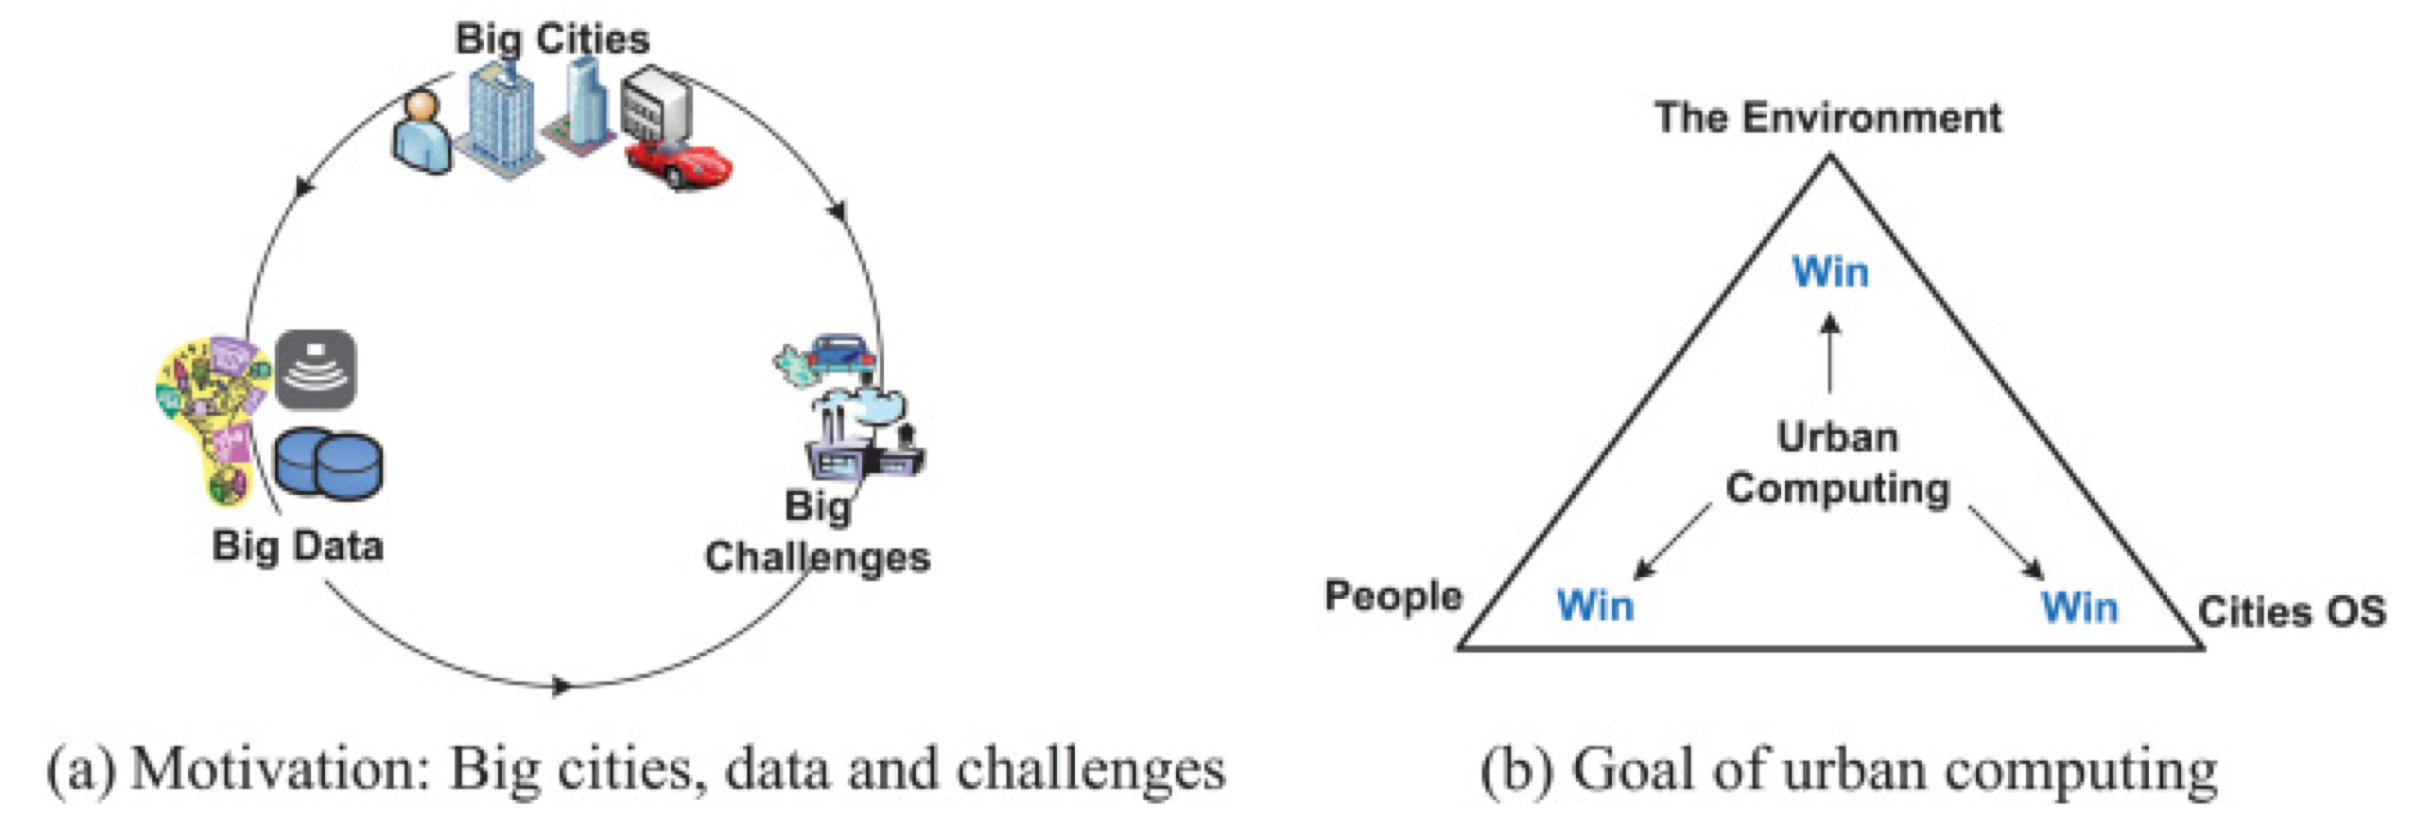 Big Cities
Big Data
Big
Challenges
(a) Motivation: Big cities, data and challenges
The Environment
Win
Urban
Computing
People
Win
Win
Cities OS
(b) Goal of urban computing